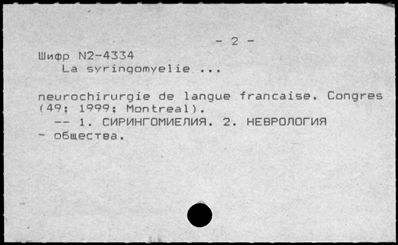 - 2 -
Шифр N2-4334
La syringomyelie ...
neurochirurgie de langue francaise. Congres
(49; 1999; Montreal).
-- 1. СИРИНГОМИЕЛИЯ. 2. НЕВРОЛОГИЯ
- общества.